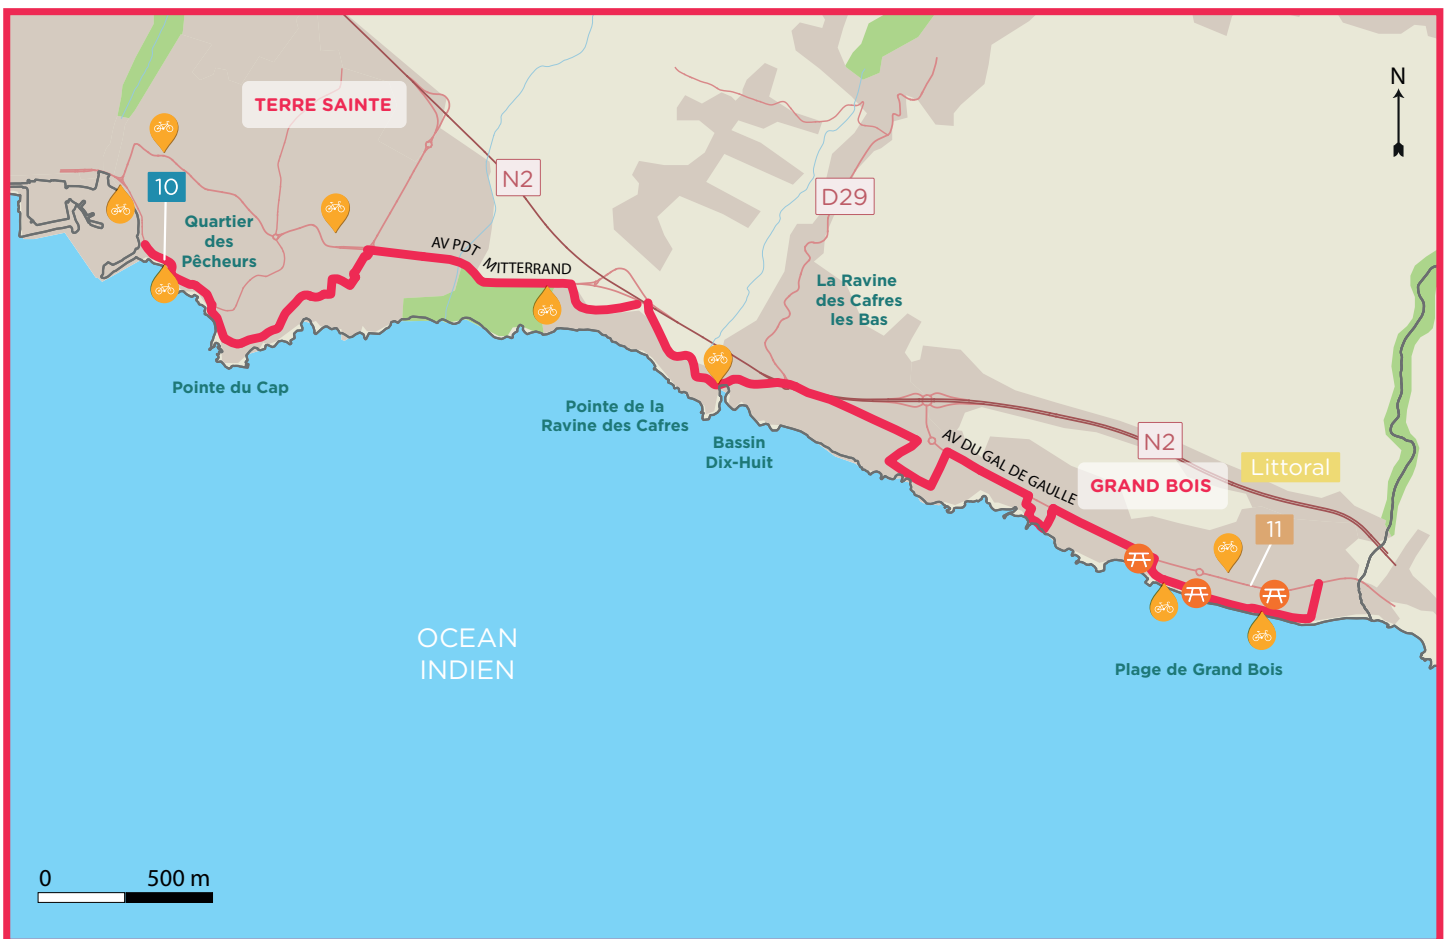 N
TERRE SAINTE
N2
10
D29
Quartier
des
Pêcheurs
AV PDT
MITTERRAND
La Ravine
des Cafres
les Bas
Pointe du Cap
Pointe de la
Ravine des Cafres
Bassin
Dix-Huit
AV DU GAL DE GAULLE
N2
Littoral
GRAND BOIS
11
OCEAN
INDIEN
Plage de Grand Bois
0 500 m